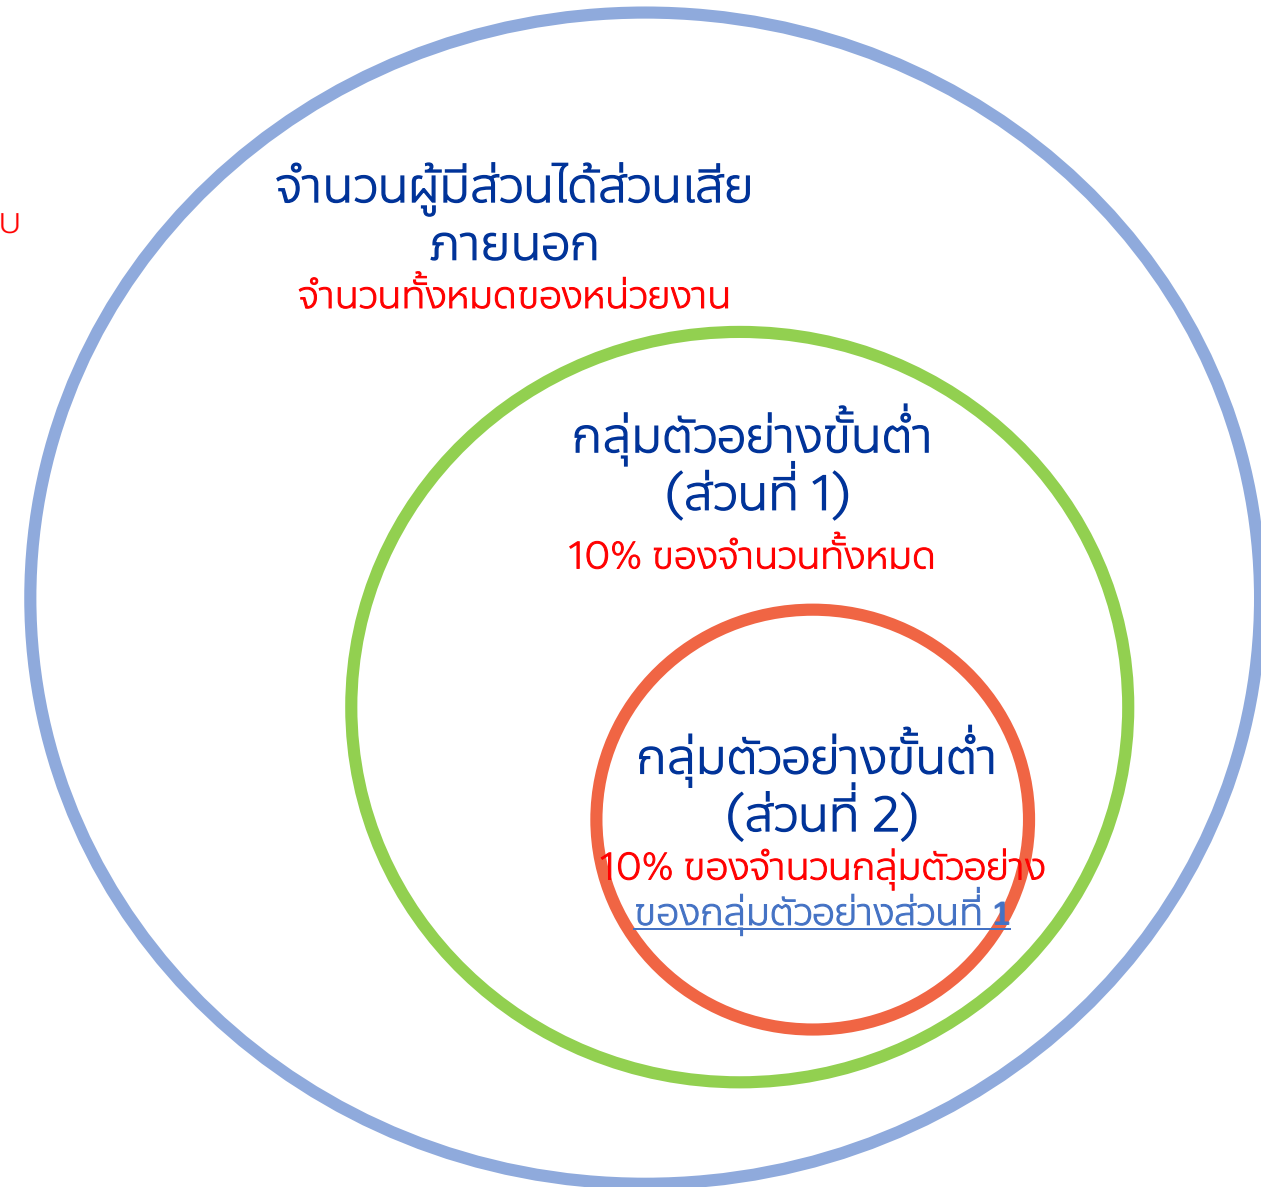 จำนวนผู้มีส่วนได้ส่วนเสีย
ภายนอก
จำนวนทั้งหมดของหน่วยงาน
กลุ่มตัวอย่างขั้นต่ำ
(ส่วนที่ 1)
10% ของจำนวนทั้งหมด
กลุ่มตัวอย่างขั้นต่ำ
(ส่วนที่ 2)
10% ของจำนวนกลุ่มตัวอย่าง
ของกลุ่มตัวอย่างส่วนที่ 1